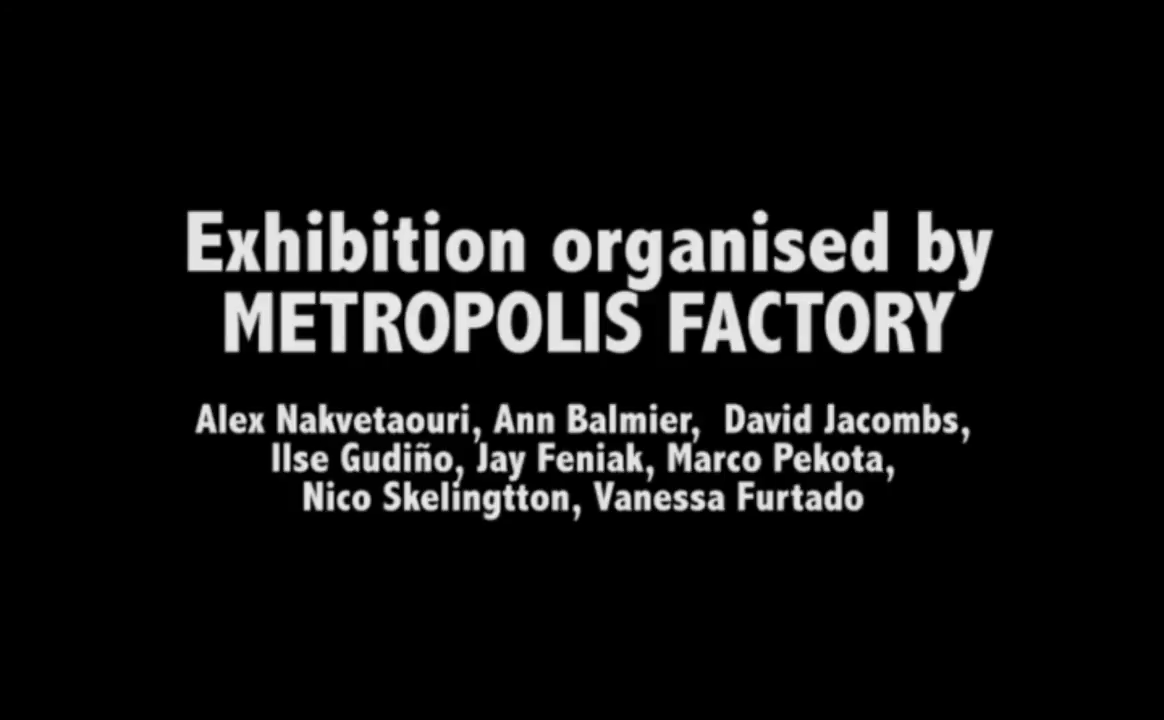 Exhibition organised by
METROPOLIS FACTORY
Alex Nakvetaouri, Ann Balmier,  David Jacombs,
Ilse Gudiño, Jay Feniak, Marco Pekota,
Nico Skelingtton, Vanessa Furtado